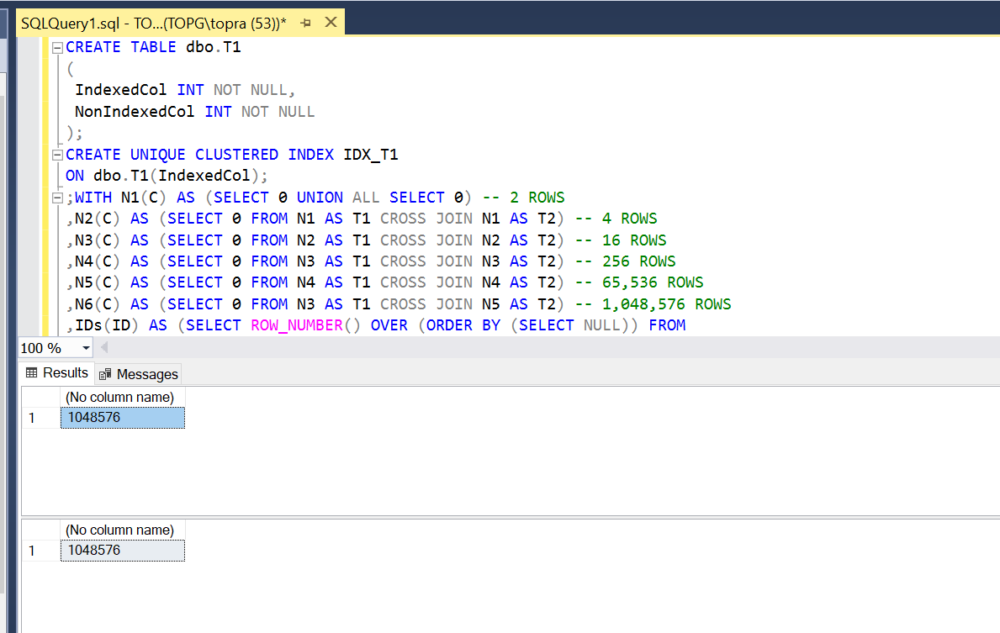 SQLQuery1.sql - TO...(TOPG\topra (53))*
CREATE TABLE dbo.T1
(
IndexedCol INT NOT NULL,
NonIndexedCol INT NOT NULL
);
CREATE UNIQUE CLUSTERED INDEX IDX_T1
ON dbo.T1(IndexedCol);
;WITH N1(C) AS (SELECT 0 UNION ALL SELECT 0) -- 2 ROWS
,N2(C) AS (SELECT 0 FROM N1 AS T1 CROSS JOIN N1 AS T2) -- 4 ROWS
,N3(C) AS (SELECT 0 FROM N2 AS T1 CROSS JOIN N2 AS T2) -- 16 ROWS
,N4(C) AS (SELECT 0 FROM N3 AS T1 CROSS JOIN N3 AS T2) -- 256 ROWS
,N5(C) AS (SELECT 0 FROM N4 AS T1 CROSS JOIN N4 AS T2) -- 65,536 ROWS
,N6(C) AS (SELECT 0 FROM N3 AS T1 CROSS JOIN N5 AS T2) -- 1,048,576 ROWS
,IDs(ID) AS (SELECT ROW_NUMBER() OVER (ORDER BY (SELECT NULL)) FROM
100 %
Results Messages
(No column name)
1 1048576
(No column name)
1 1048576